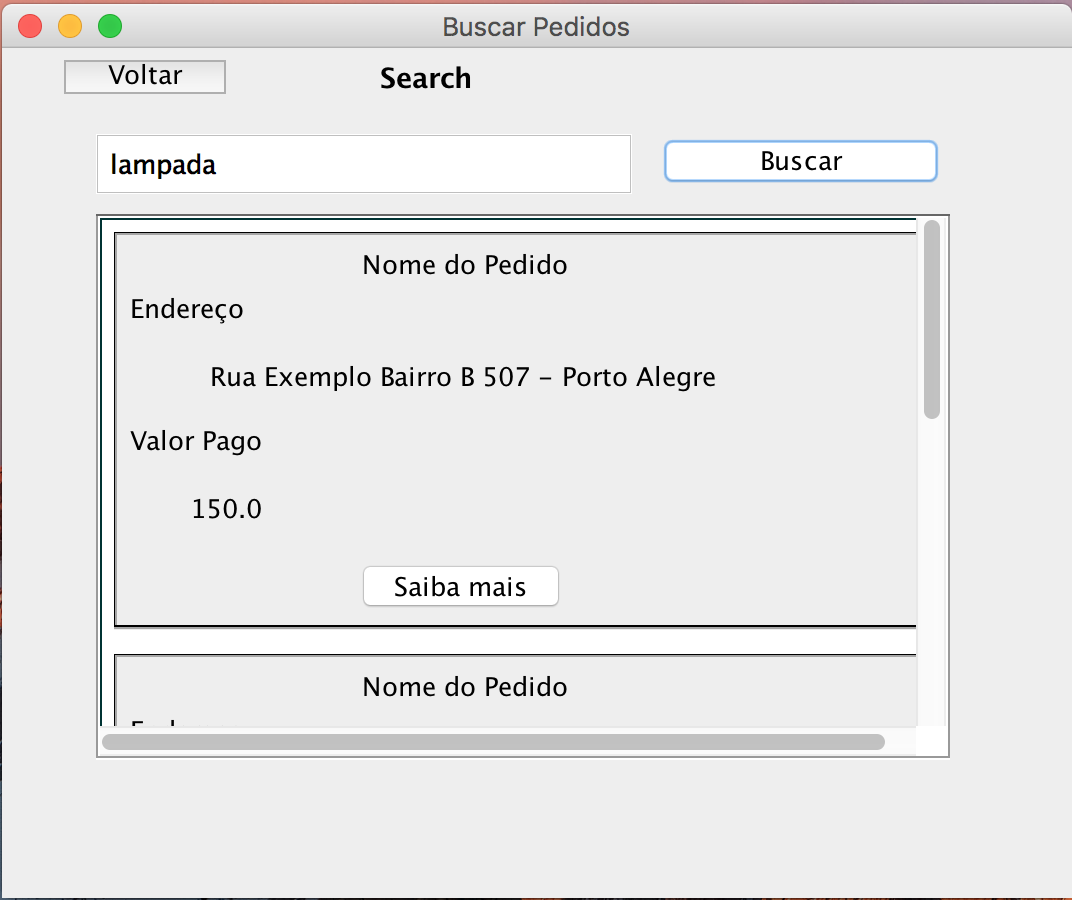 Buscar Pedidos
Voltar
Search
lampada
Buscar
Nome do Pedido
Endereço
Rua Exemplo Bairro B 507 – Porto Alegre
Valor Pago
150.0
Saiba mais
Nome do Pedido